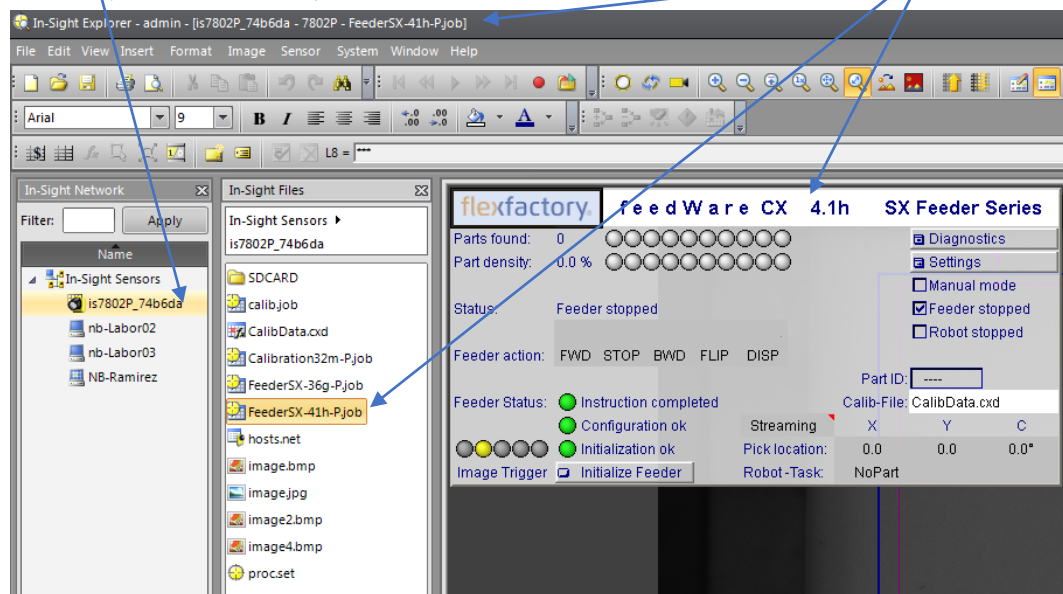 In-Sight Explorer - admin - [is7802P_74b6da - 7802P - FeederSX-41h-P.job]
File Edit View Insert Format Image Sensor System Window Help
Arial 9 B I A
L8 = ***
In-Sight Network
Filter: Apply
Name
In-Sight Sensors
is7802P_74b6da
nb-Labor02
nb-Labor03
NB-Ramirez
In-Sight Files
In-Sight Sensors
is7802P_74b6da
SDCARD
calib.job
CalibData.cxd
Calibration32m-P.job
FeederSX-36g-P.job
FeederSX-41h-P.job
hosts.net
image.bmp
image.jpg
image2.bmp
image4.bmp
proc.set
flexfactory. feedWare CX 4.1h SX Feeder Series
Parts found: 0 Diagnostics
Part density: 0.0 % Settings
Manual mode
Status: Feeder stopped Feeder stopped
Robot stopped
Feeder action: FWD STOP BWD FLIP DISP
Part ID: ----
Feeder Status: Instruction completed Calib-File: CalibData.cxd
Configuration ok Streaming X Y C
Initialization ok Pick location: 0.0 0.0 0.0°
Image Trigger Initialize Feeder Robot-Task: NoPart